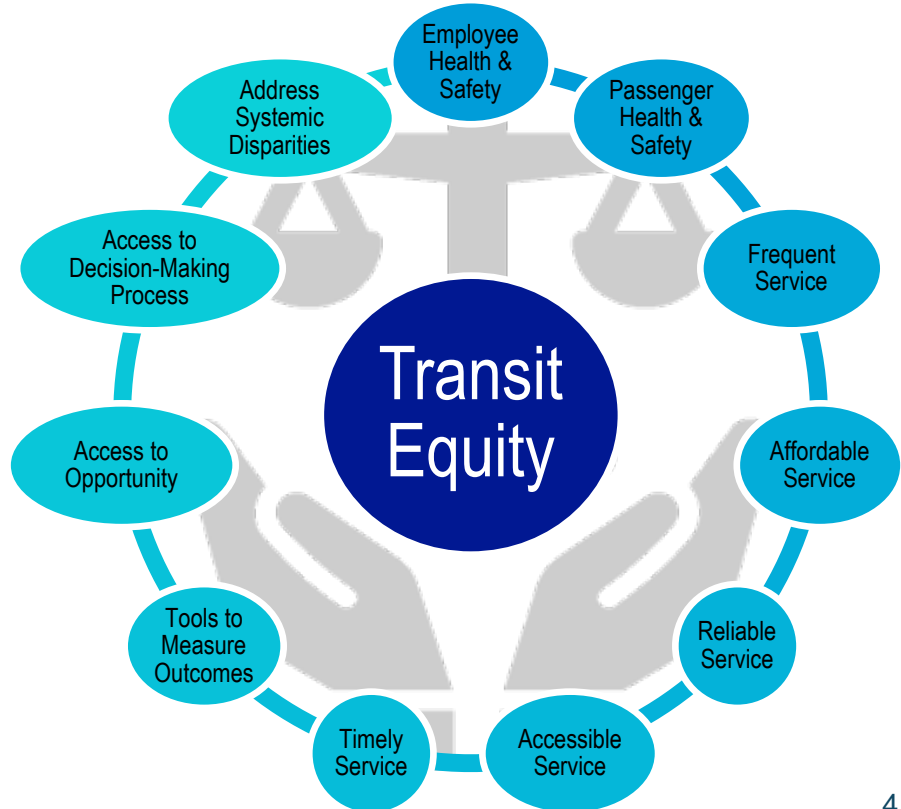 Employee
Health &
Safety
Passenger
Health &
Safety
Frequent
Service
Affordable
Service
Reliable
Service
Accessible
Service
Timely
Service
Tools to
Measure
Outcomes
Access to
Opportunity
Access to
Decision-Making
Process
Address
Systemic
Disparities
Transit
Equity
4